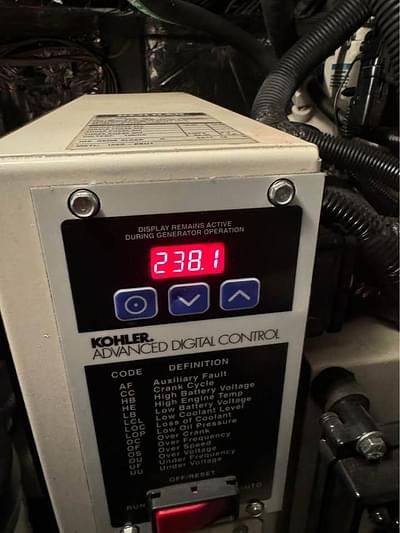 DISPLAY REMAINS ACTIVE
DURING GENERATOR OPERATION
238.1
KOHLER.
ADVANCED DIGITAL CONTROL
CODE DEFINITION
AF Auxiliary Fault
CC Crank Cycle
HB High Battery Voltage
HE High Engine Temp
LB Low Battery Voltage
LCL Low Coolant Level
LOC Loss of Coolant
LOP Low Oil Pressure
OC Over Crank
OF Over Frequency
OS Over Speed
OU Over Voltage
UF Under Frequency
UU Under Voltage
OFF/RESET
RUN AUTO